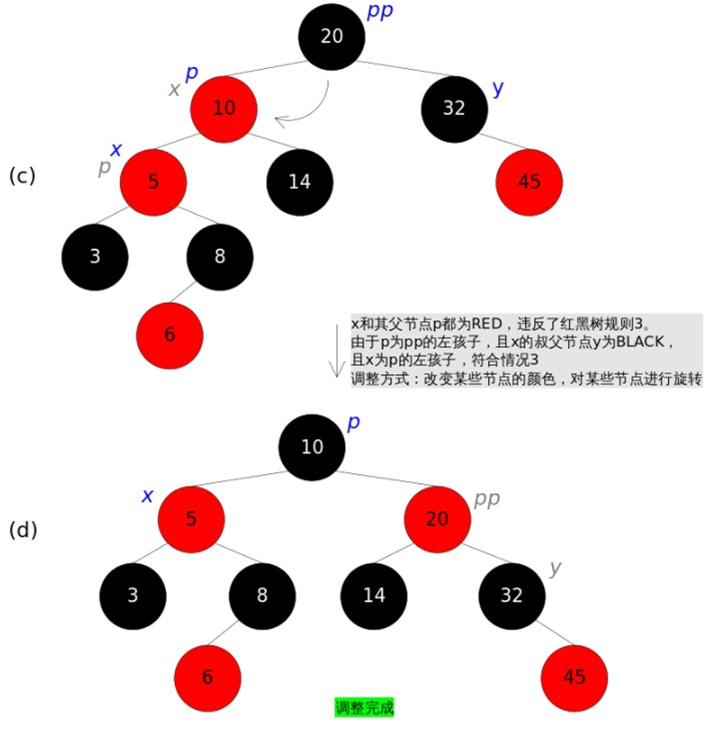 pp
20
p
x
10
y
32
x
p
(c)
5
14
45
3
8
6
x和其父节点p都为RED，违反了红黑树规则3。
由于p为pp的左孩子，且x的叔父节点y为BLACK，
且x为p的左孩子，符合情况3
调整方式：改变某些节点的颜色，对某些节点进行旋转
p
10
x
5
20
pp
(d)
y
3
8
14
32
6
45
调整完成